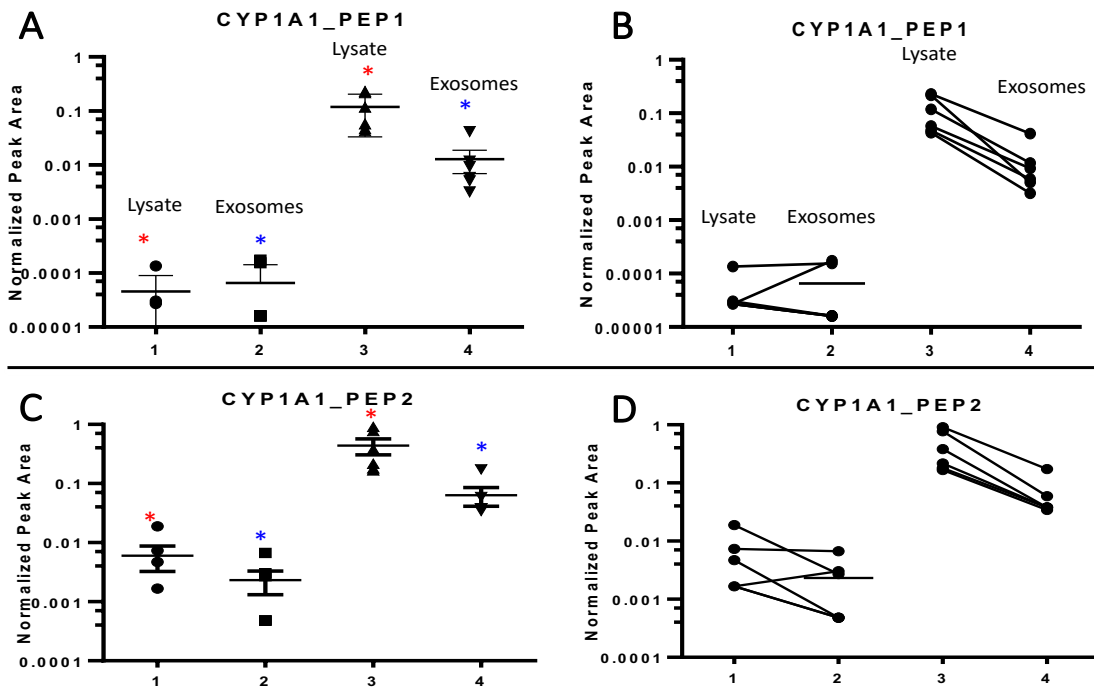 A
CYP1A1_PEP1
Normalized Peak Area
1
0.1
0.01
0.001
0.0001
0.00001
Lysate
*
Exosomes
*
Lysate
*
Exosomes
*
1 2 3 4
B
CYP1A1_PEP1
Normalized Peak Area
1
0.1
0.01
0.001
0.0001
0.00001
Lysate
Exosomes
Lysate
Exosomes
1 2 3 4
C
CYP1A1_PEP2
Normalized Peak Area
1
0.1
0.01
0.001
0.0001
*
*
*
*
1 2 3 4
D
CYP1A1_PEP2
Normalized Peak Area
1
0.1
0.01
0.001
0.0001
1 2 3 4